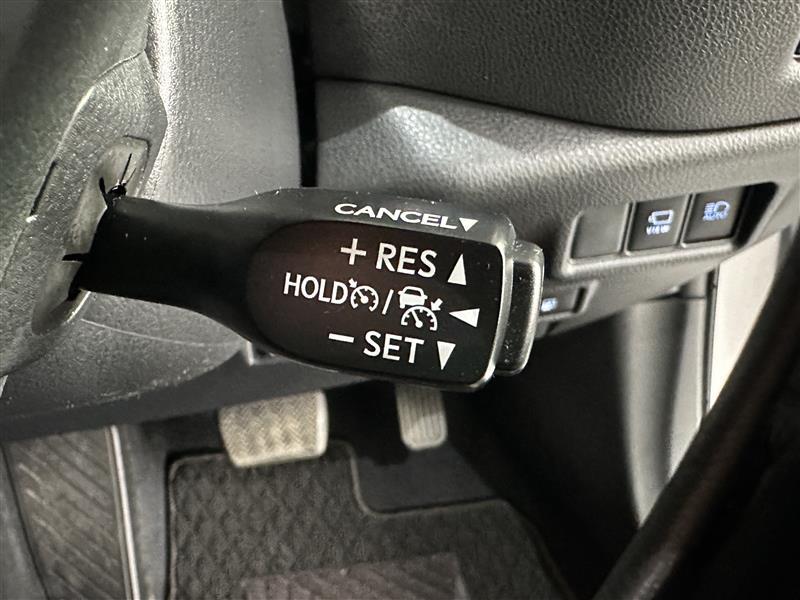 CANCEL▼
+ RES ▲
HOLD / ◀
− SET ▼
VIEW
AUTO